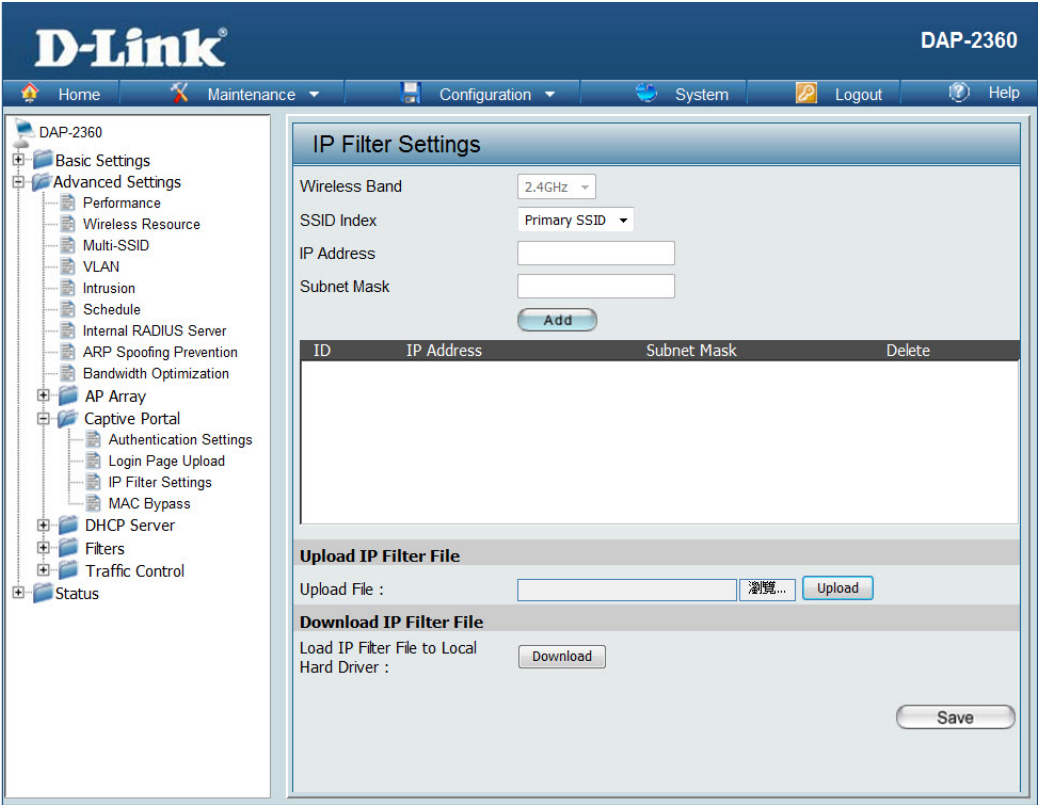 D-Link®
DAP-2360
Home Maintenance Configuration System Logout Help
DAP-2360
Basic Settings
Advanced Settings
Performance
Wireless Resource
Multi-SSID
VLAN
Intrusion
Schedule
Internal RADIUS Server
ARP Spoofing Prevention
Bandwidth Optimization
AP Array
Captive Portal
Authentication Settings
Login Page Upload
IP Filter Settings
MAC Bypass
DHCP Server
Filters
Traffic Control
Status
IP Filter Settings
Wireless Band 2.4GHz
SSID Index Primary SSID
IP Address
Subnet Mask
Add
ID IP Address Subnet Mask Delete
Upload IP Filter File
Upload File : 瀏覽... Upload
Download IP Filter File
Load IP Filter File to Local
Hard Driver : Download
Save